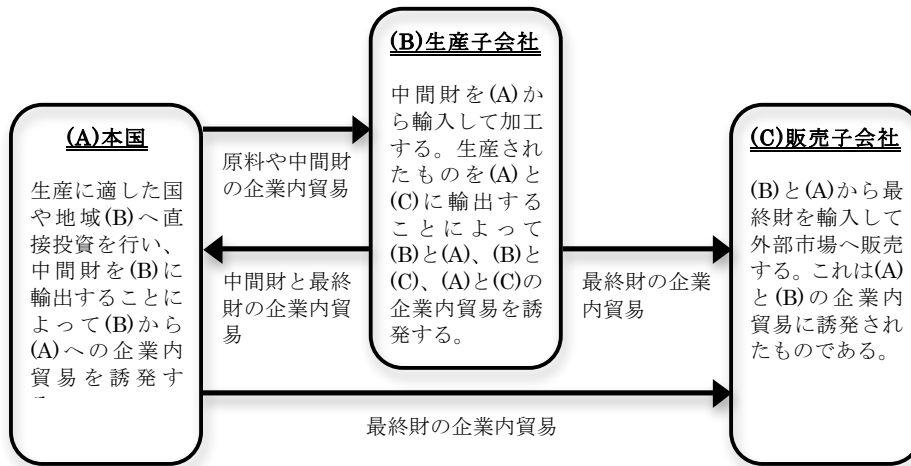 (A)本国
生産に適した国
や地域(B)へ直
接投資を行い、
中間財を(B)に
輸出することに
よって(B)から
(A)への企業内
貿易を誘発す
原料や中間財
の企業内貿易
中間財と最終
財の企業内貿
易
(B)生産子会社
中間財を(A)か
ら輸入して加工
する。生産され
たものを(A)と
(C)に輸出する
ことによって
(B)と(A)、(B)と
(C)、(A)と(C)の
企業内貿易を誘
発する。
最終財の企業
内貿易
(C)販売子会社
(B)と(A)から最
終財を輸入して
外部市場へ販売
する。これは(A)
と(B)の企業内
貿易に誘発され
たものである。
最終財の企業内貿易